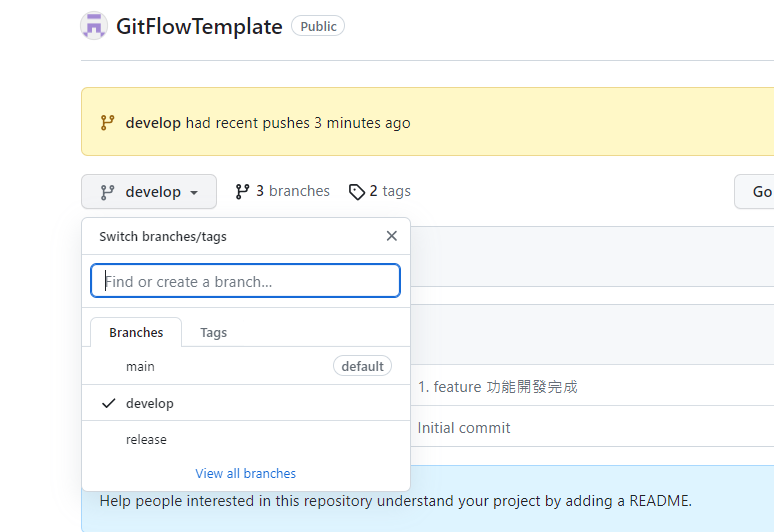 GitFlowTemplate Public
develop had recent pushes 3 minutes ago
develop 3 branches 2 tags Go
Switch branches/tags
Find or create a branch...
Branches Tags
main default
1. feature 功能開發完成
develop
Initial commit
release
View all branches
Help people interested in this repository understand your project by adding a README.